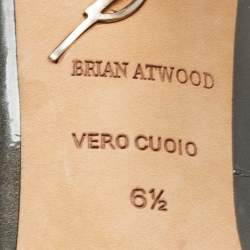 BRIAN ATWOOD
VERO CUOIO
6½